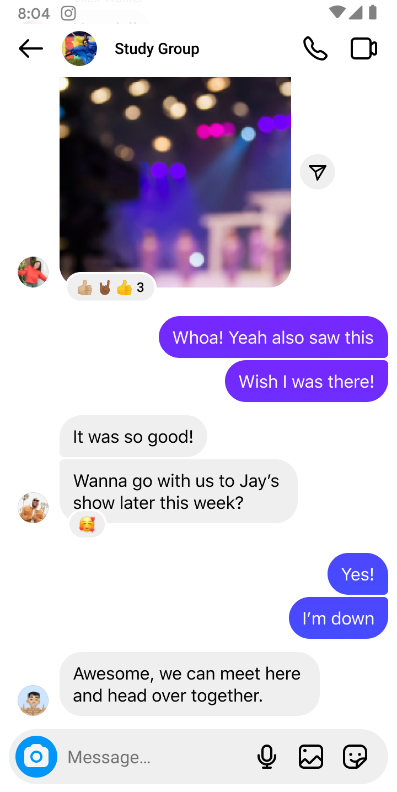 8:04
Study Group
3
Whoa! Yeah also saw this
Wish I was there!
It was so good!
Wanna go with us to Jay’s
show later this week?
Yes!
I’m down
Awesome, we can meet here
and head over together.
Message...